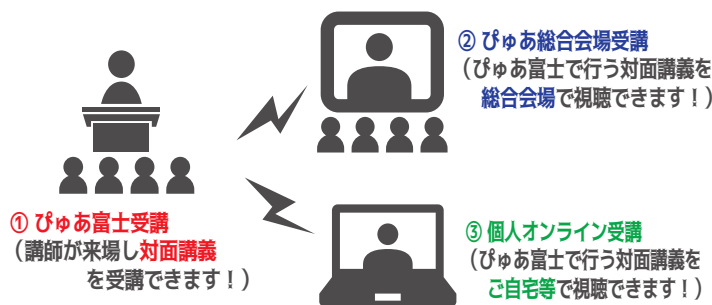 ① ぴゅあ富士受講
（講師が来場し対面講義
を受講できます！）
② ぴゅあ総合会場受講
（ぴゅあ富士で行う対面講義を
総合会場で視聴できます！）
③ 個人オンライン受講
（ぴゅあ富士で行う対面講義を
ご自宅等で視聴できます！）